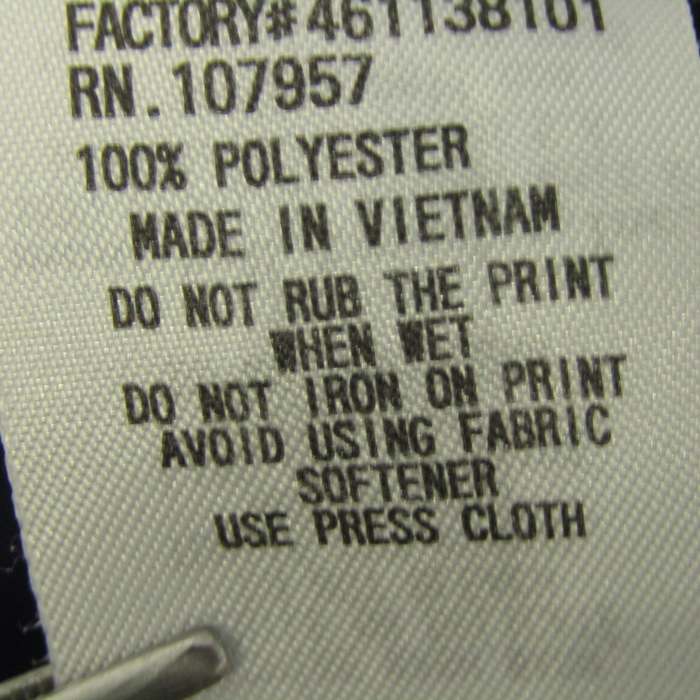 FACTORY# 461138101
RN. 107957
100% POLYESTER
MADE IN VIETNAM
DO NOT RUB THE PRINT
WHEN WET
DO NOT IRON ON PRINT
AVOID USING FABRIC
SOFTENER
USE PRESS CLOTH